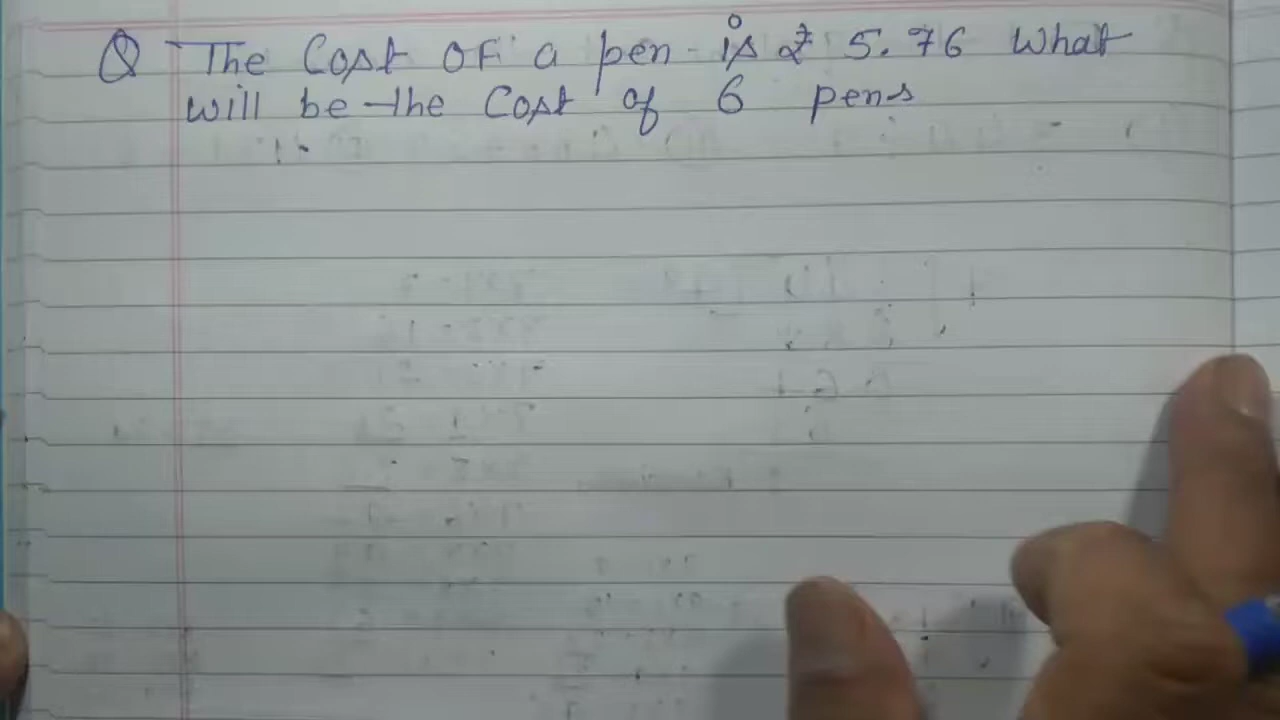 Q The Cost OF a pen is ₹ 5.76 What
will be the Cost of 6 pens